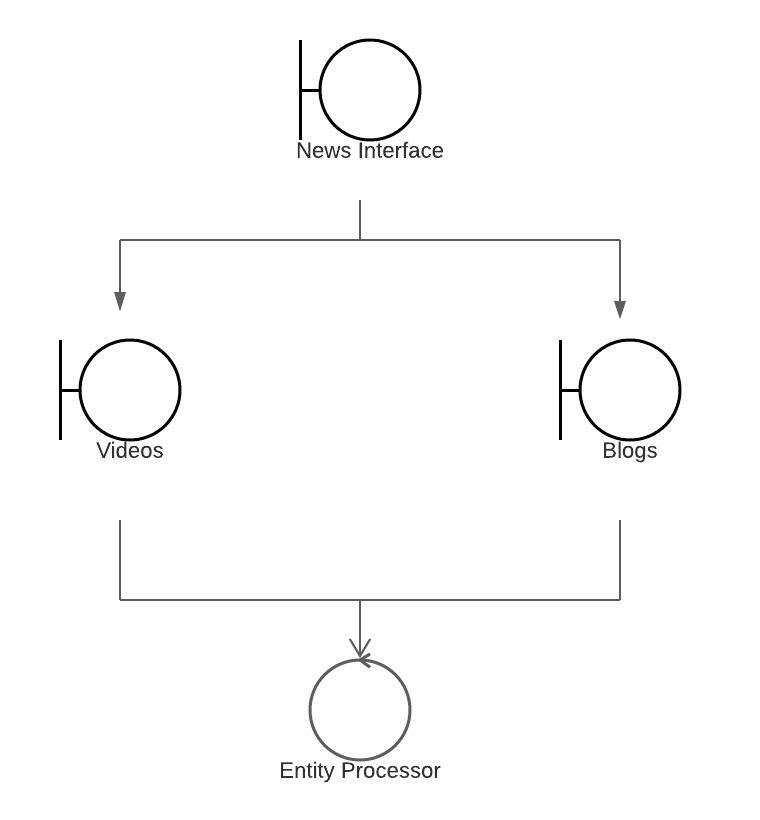 News Interface
Videos
Blogs
Entity Processor